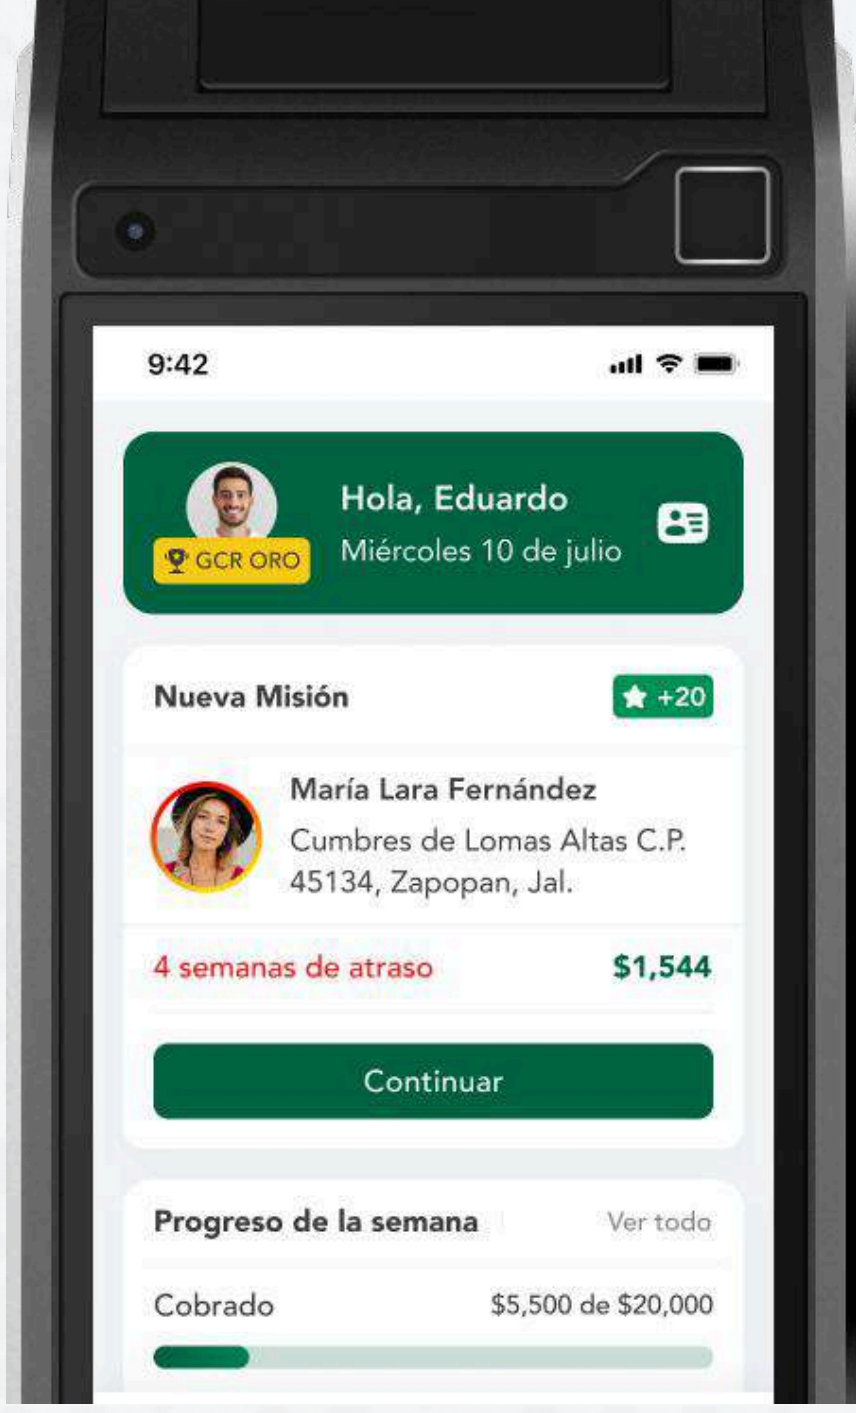 9:42
Hola, Eduardo
GCR ORO
Miércoles 10 de julio
Nueva Misión
+20
María Lara Fernández
Cumbres de Lomas Altas C.P.
45134, Zapopan, Jal.
4 semanas de atraso
$1,544
Continuar
Progreso de la semana
Ver todo
Cobrado
$5,500 de $20,000